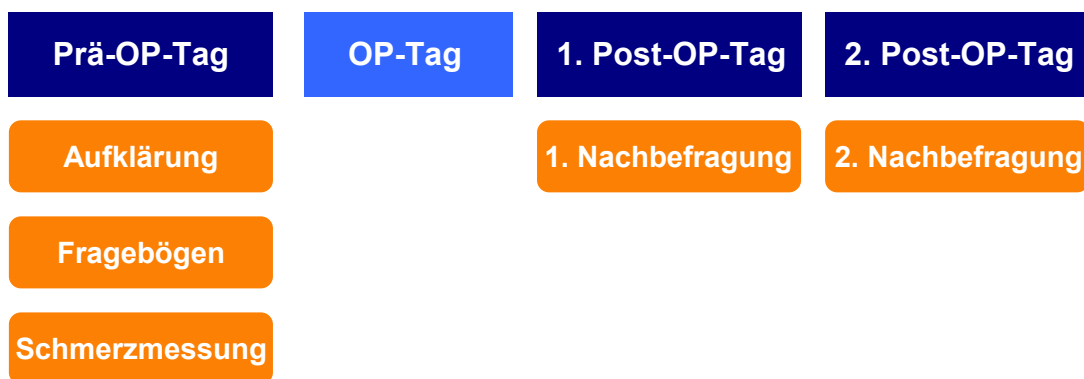 Prä-OP-Tag
OP-Tag
1. Post-OP-Tag
2. Post-OP-Tag
Aufklärung
1. Nachbefragung
2. Nachbefragung
Fragebögen
Schmerzmessung